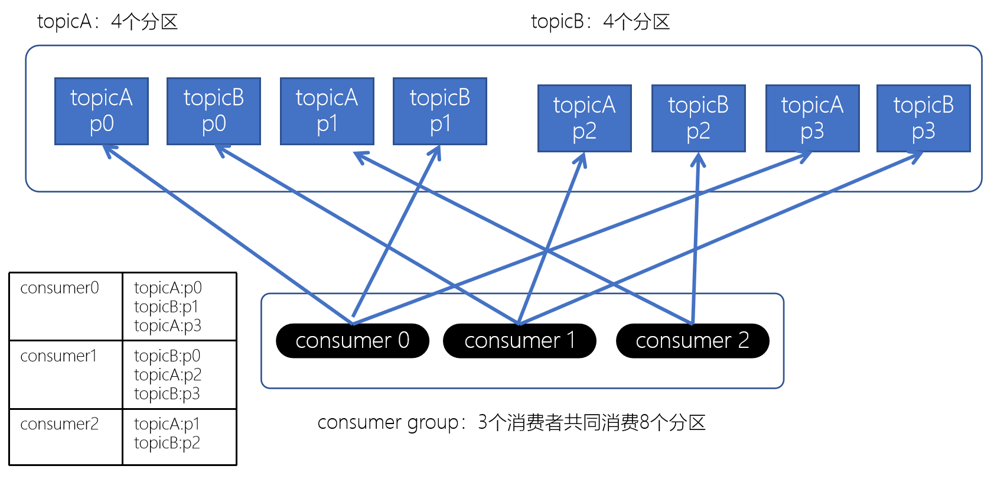 topicA：4个分区
topicB：4个分区
topicA
p0
topicB
p0
topicA
p1
topicB
p1
topicA
p2
topicB
p2
topicA
p3
topicB
p3
consumer0
topicA:p0
topicB:p1
topicA:p3
consumer1
topicB:p0
topicA:p2
topicB:p3
consumer2
topicA:p1
topicB:p2
consumer 0
consumer 1
consumer 2
consumer group：3个消费者共同消费8个分区